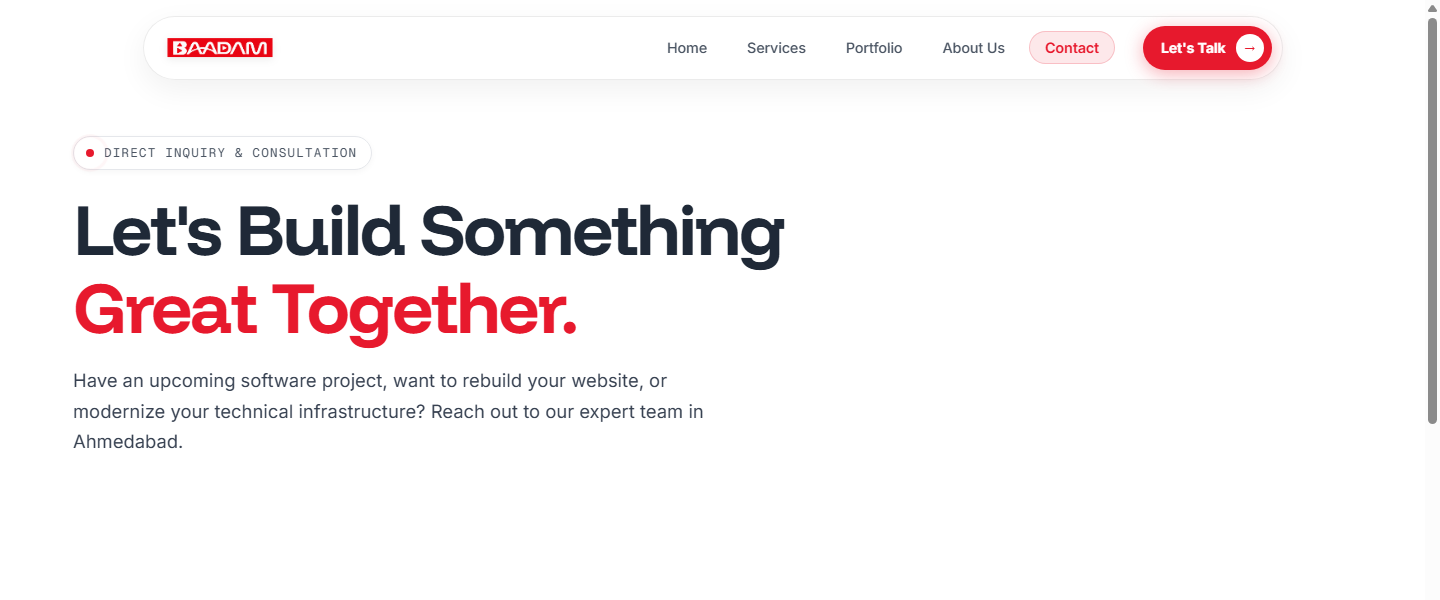 BAADAM
Home Services Portfolio About Us Contact Let's Talk →
DIRECT INQUIRY & CONSULTATION
Let's Build Something
Great Together.
Have an upcoming software project, want to rebuild your website, or
modernize your technical infrastructure? Reach out to our expert team in
Ahmedabad.